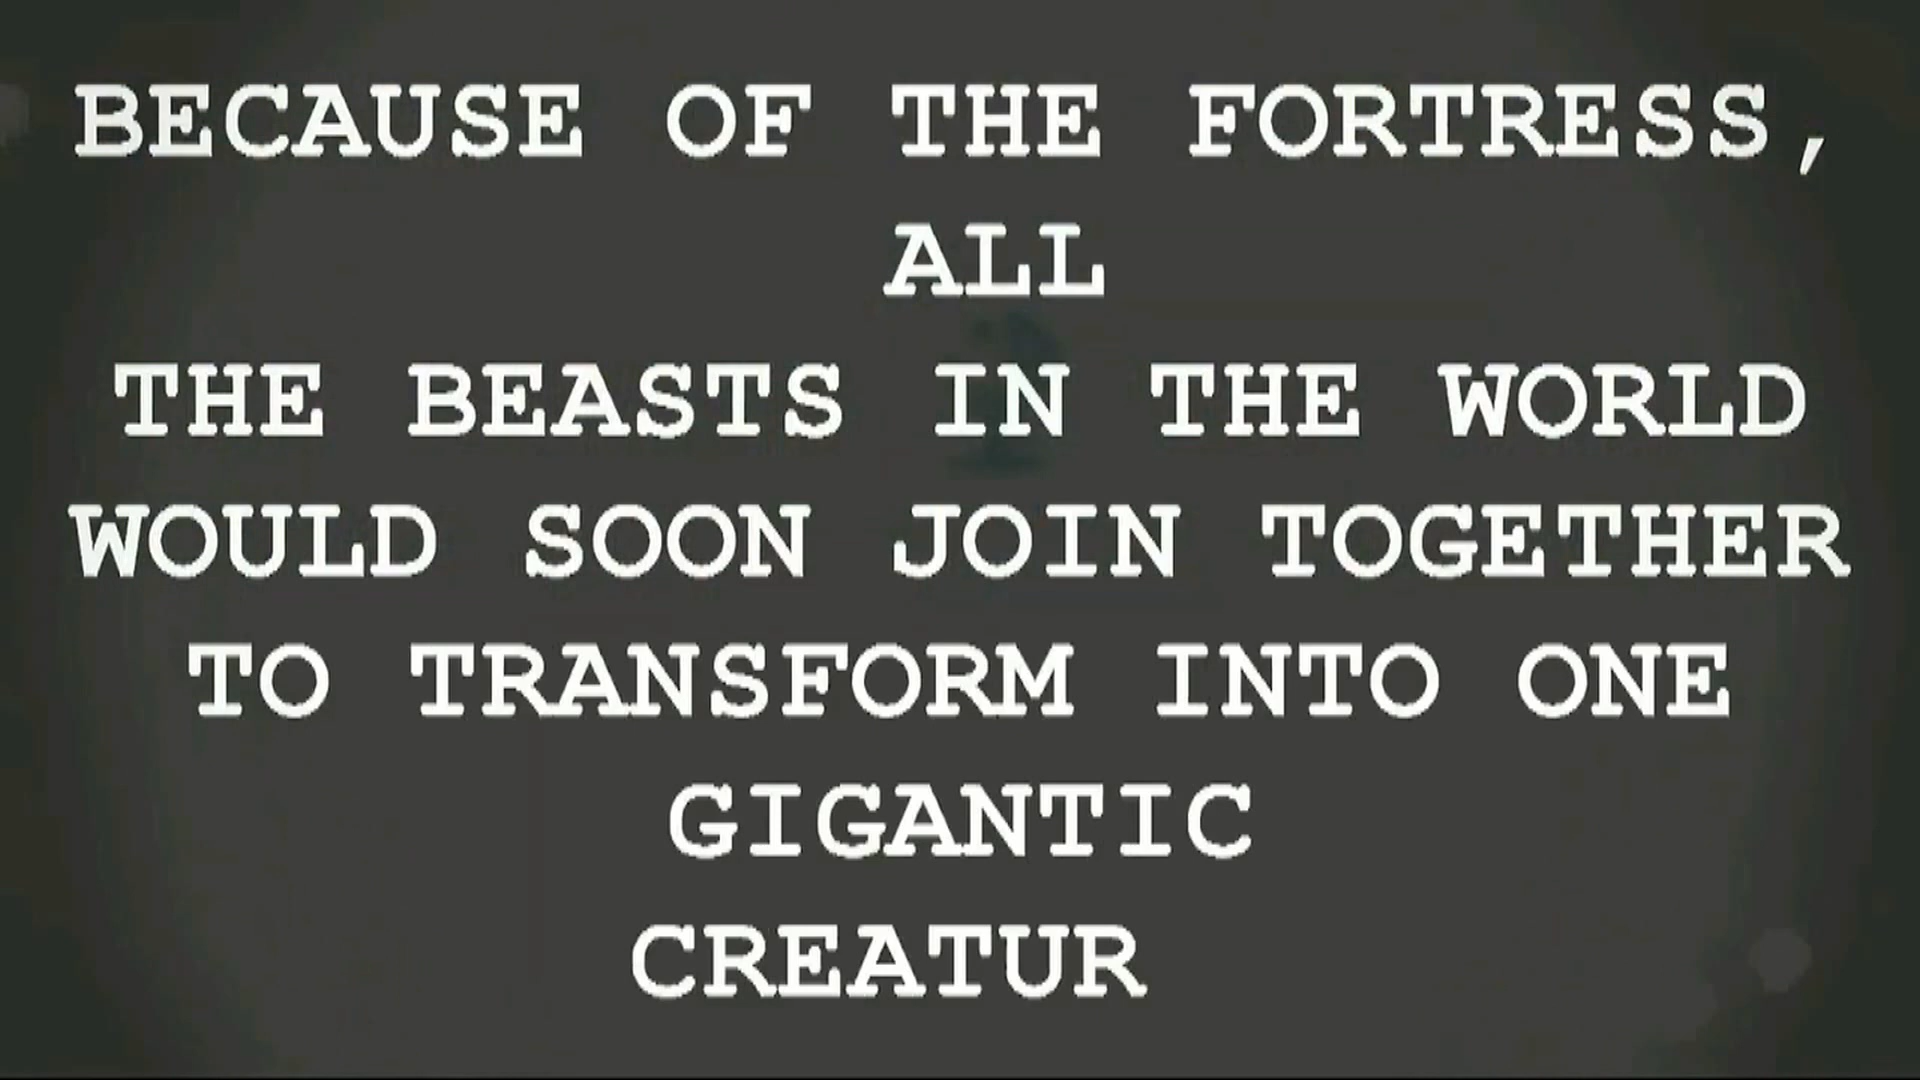 BECAUSE OF THE FORTRESS,
ALL
THE BEASTS IN THE WORLD
WOULD SOON JOIN TOGETHER
TO TRANSFORM INTO ONE
GIGANTIC
CREATUR